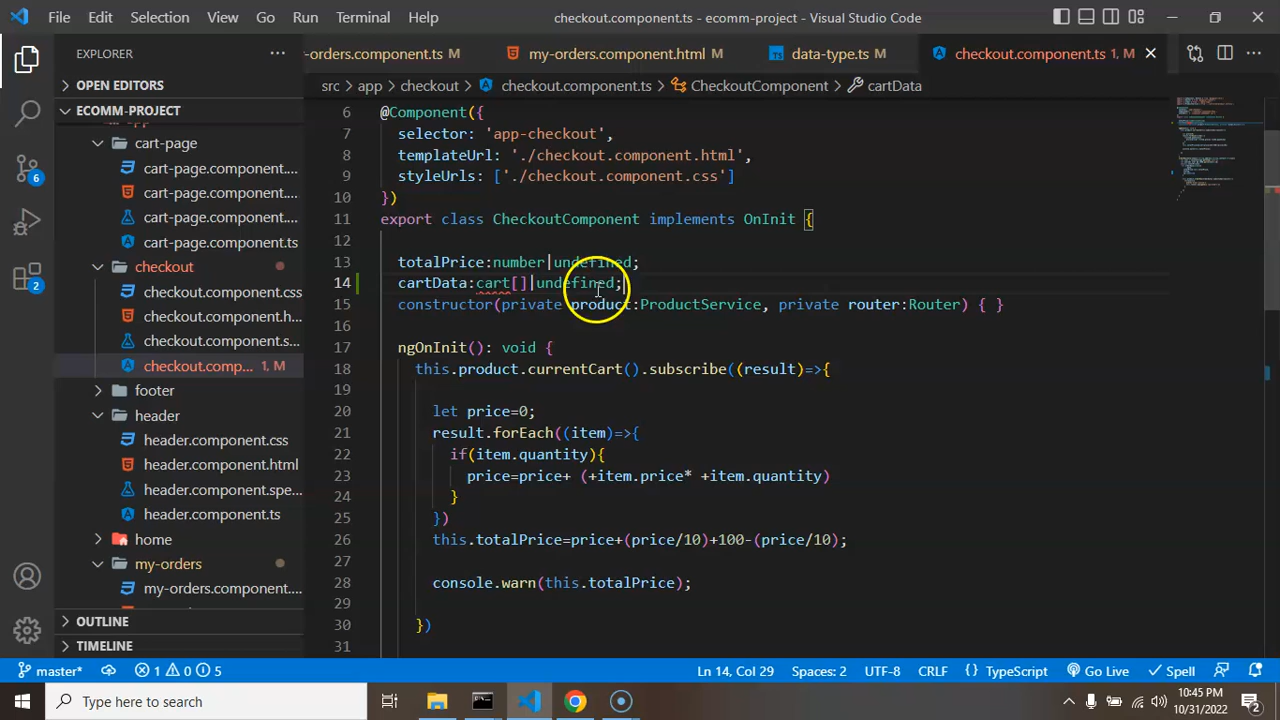 File Edit Selection View Go Run Terminal Help checkout.component.ts - ecomm-project - Visual Studio Code
EXPLORER
-orders.component.ts M my-orders.component.html M data-type.ts M checkout.component.ts 1, M
OPEN EDITORS
src > app > checkout > checkout.component.ts > CheckoutComponent > cartData
ECOMM-PROJECT
cart-page
cart-page.component....
cart-page.component....
cart-page.component....
cart-page.component.ts
checkout
checkout.component.css
checkout.component.h...
checkout.component.s...
checkout.comp... 1, M
footer
header
header.component.css
header.component.html
header.component.spe...
header.component.ts
home
my-orders
my-orders.component....
OUTLINE
TIMELINE
6 @Component({
7 selector: 'app-checkout',
8 templateUrl: './checkout.component.html',
9 styleUrls: ['./checkout.component.css']
10 })
11 export class CheckoutComponent implements OnInit {
12
13 totalPrice:number|undefined;
14 cartData:cart[]|undefined;
15 constructor(private product:ProductService, private router:Router) { }
16
17 ngOnInit(): void {
18 this.product.currentCart().subscribe((result)=>{
19
20 let price=0;
21 result.forEach((item)=>{
22 if(item.quantity){
23 price=price+ (+item.price* +item.quantity)
24 }
25 })
26 this.totalPrice=price+(price/10)+100-(price/10);
27
28 console.warn(this.totalPrice);
29
30 })
31
6
master* 1 0 5 Ln 14, Col 29 Spaces: 2 UTF-8 CRLF {} TypeScript Go Live Spell
Type here to search
10:45 PM
10/31/2022
2